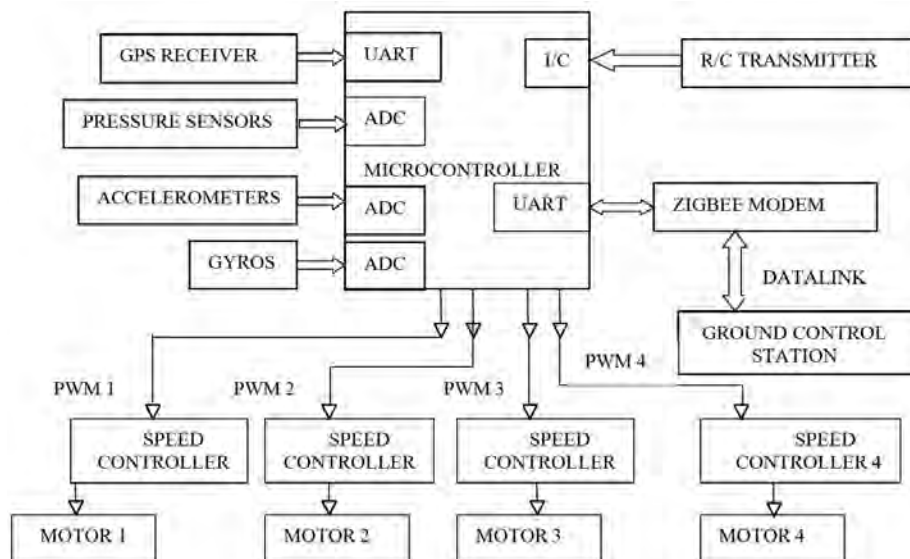 GPS RECEIVER
UART
I/C
R/C TRANSMITTER
PRESSURE SENSORS
ADC
MICROCONTROLLER
ACCELEROMETERS
ADC
UART
ZIGBEE MODEM
GYROS
ADC
DATALINK
GROUND CONTROL
STATION
PWM 1
PWM 2
PWM 3
PWM 4
SPEED
CONTROLLER
SPEED
CONTROLLER
SPEED
CONTROLLER
SPEED
CONTROLLER 4
MOTOR 1
MOTOR 2
MOTOR 3
MOTOR 4